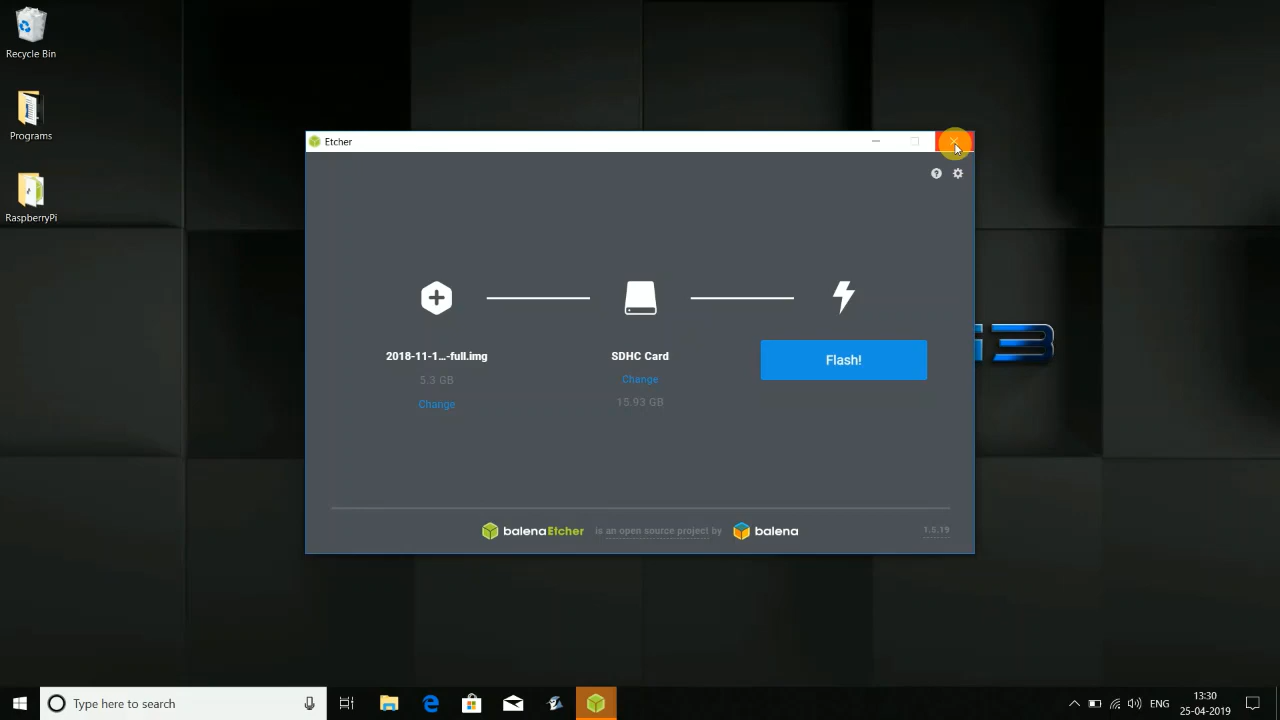 Recycle Bin
Programs
RaspberryPi
Etcher
2018-11-1...-full.img
5.3 GB
Change
SDHC Card
Change
15.93 GB
Flash!
balenaEtcher is an open source project by balena
1.5.19
G3
Type here to search
ENG
13:30
25-04-2019